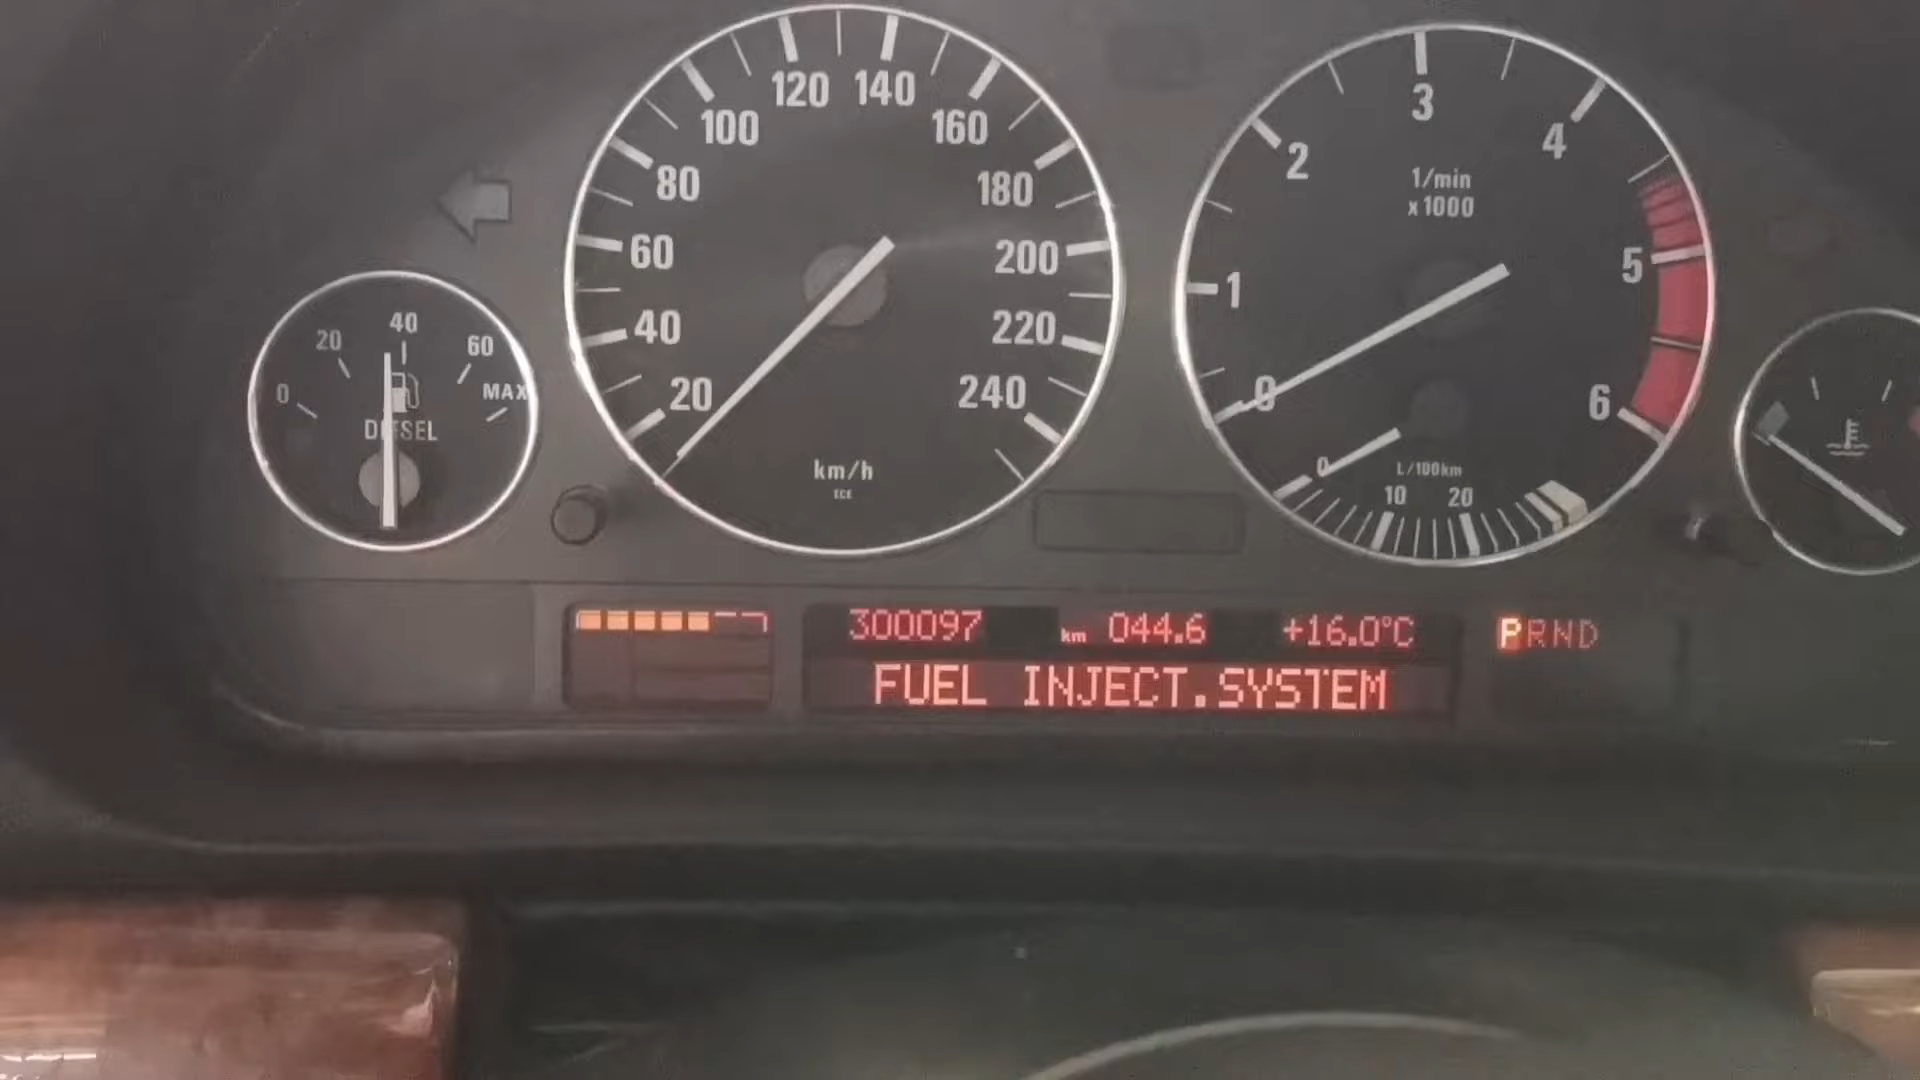 0 20 40 60 MAX
DIESEL
20 40 60 80 100 120 140 160 180 200 220 240
km/h
ECE
0 1 2 3 4 5 6
1/min
x 1000
0 10 20
L/100km
300097 km 044.6 +16.0°C PRND
FUEL INJECT.SYSTEM